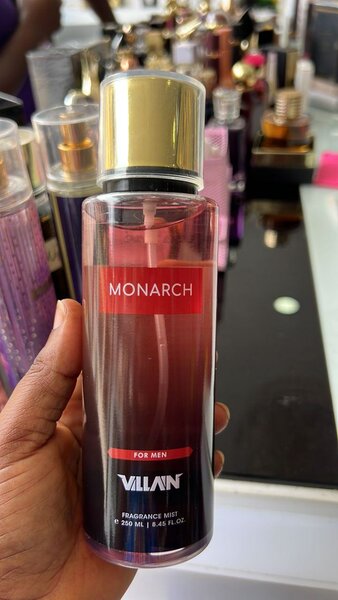 MONARCH
FOR MEN
VILLAIN
FRAGRANCE MIST
e 250 ML | 8.45 FL.OZ.